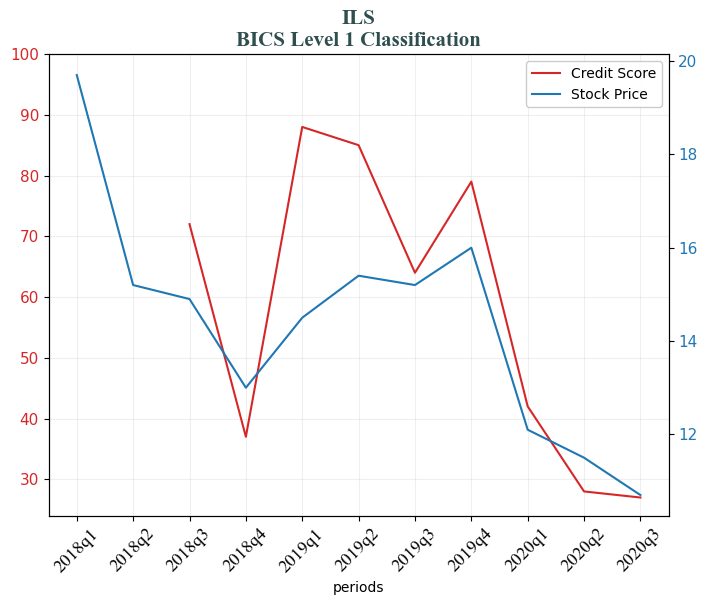 ILS
BICS Level 1 Classification
100
90
80
70
60
50
40
30
Credit Score
Stock Price
20
18
16
14
12
2018q1
2018q2
2018q3
2018q4
2019q1
2019q2
2019q3
2019q4
2020q1
2020q2
2020q3
periods